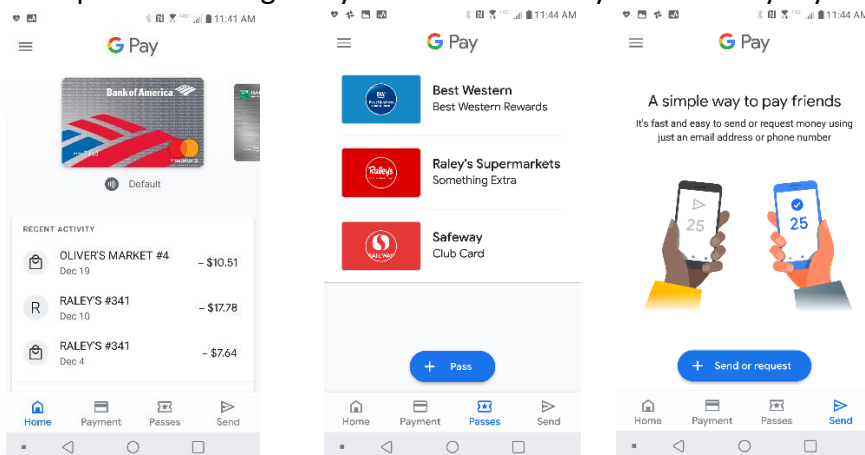 11:41 AM
G Pay
Bank of America
Default
RECENT ACTIVITY
OLIVER'S MARKET #4
Dec 19
- $10.51
RALEY'S #341
Dec 10
- $17.78
RALEY'S #341
Dec 4
- $7.64
R
Home
Payment
Passes
Send
11:44 AM
G Pay
Best Western
Best Western Rewards
Raley's
Raley's Supermarkets
Something Extra
SAFEWAY
Safeway
Club Card
+ Pass
Home
Payment
Passes
Send
11:44 AM
G Pay
A simple way to pay friends
It's fast and easy to send or request money using
just an email address or phone number
25
25
+ Send or request
Home
Payment
Passes
Send